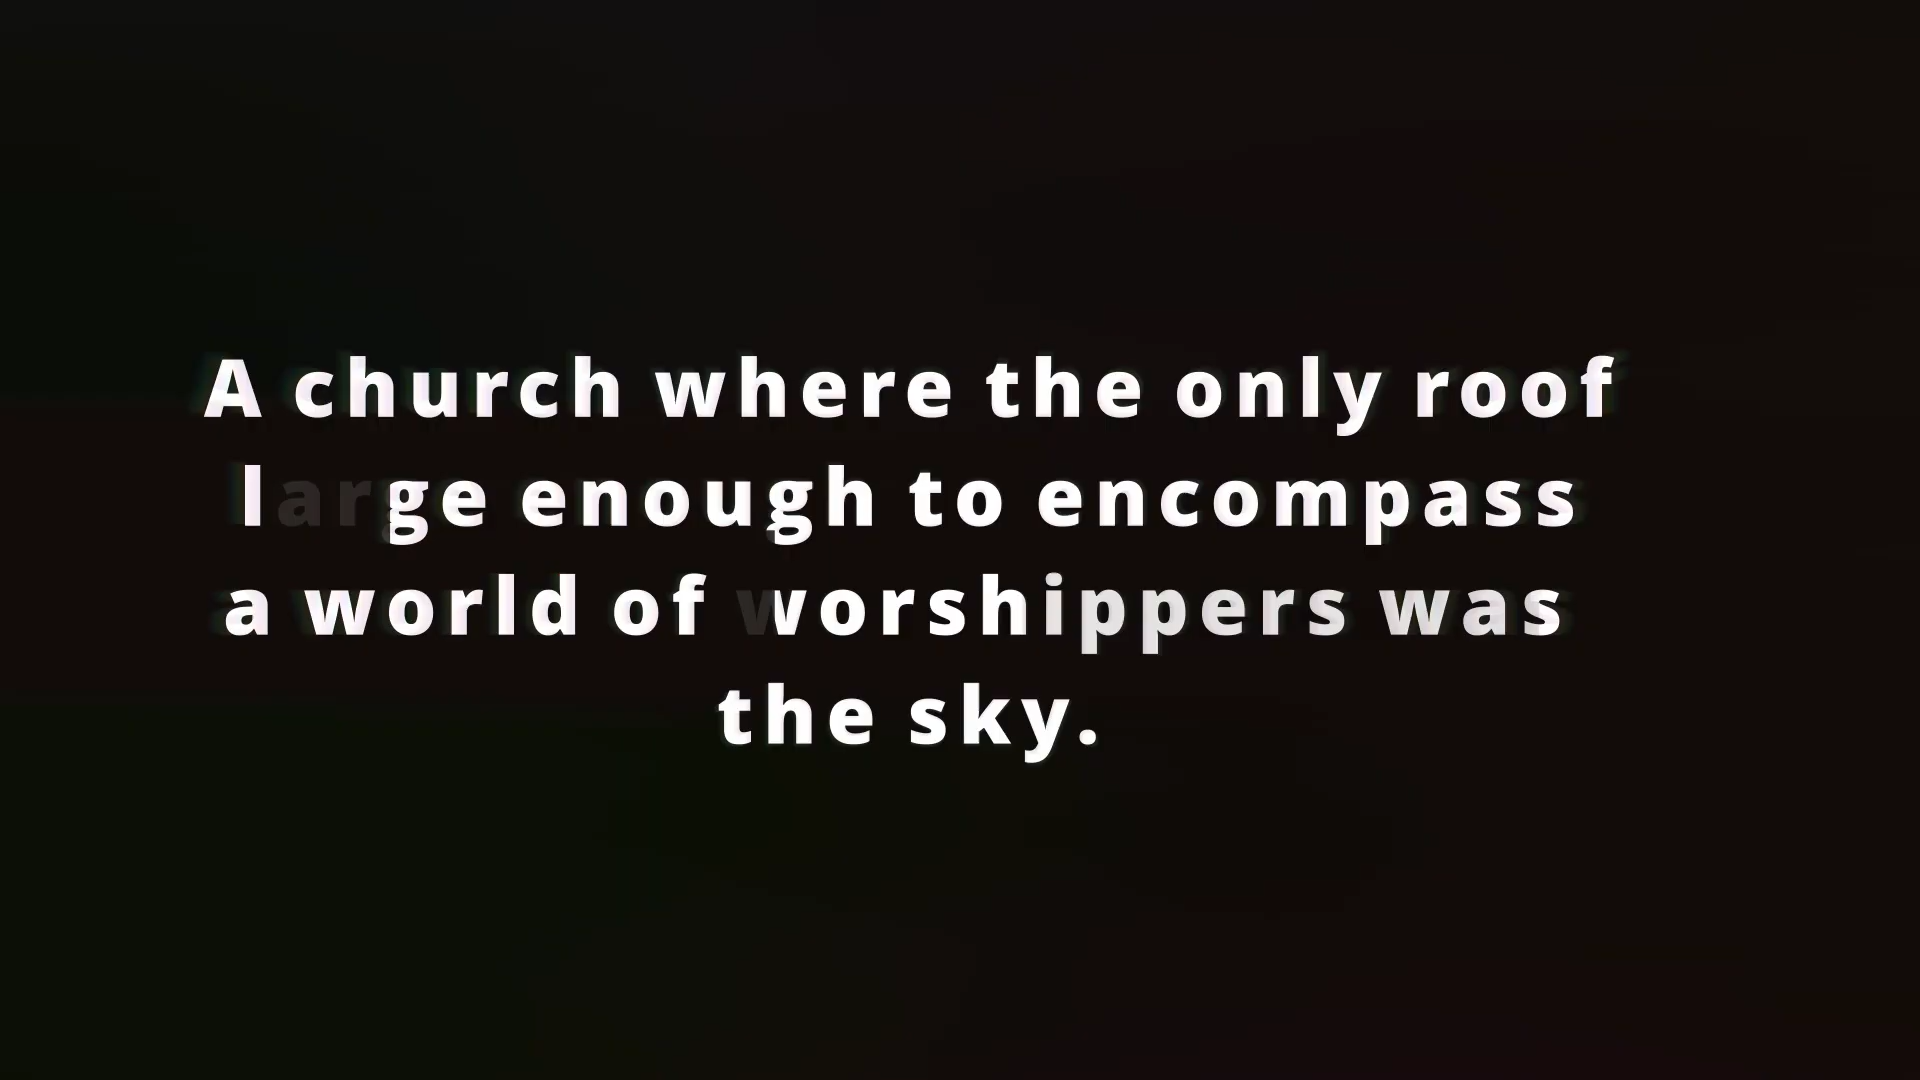 A church where the only roof
large enough to encompass
a world of worshippers was
the sky.